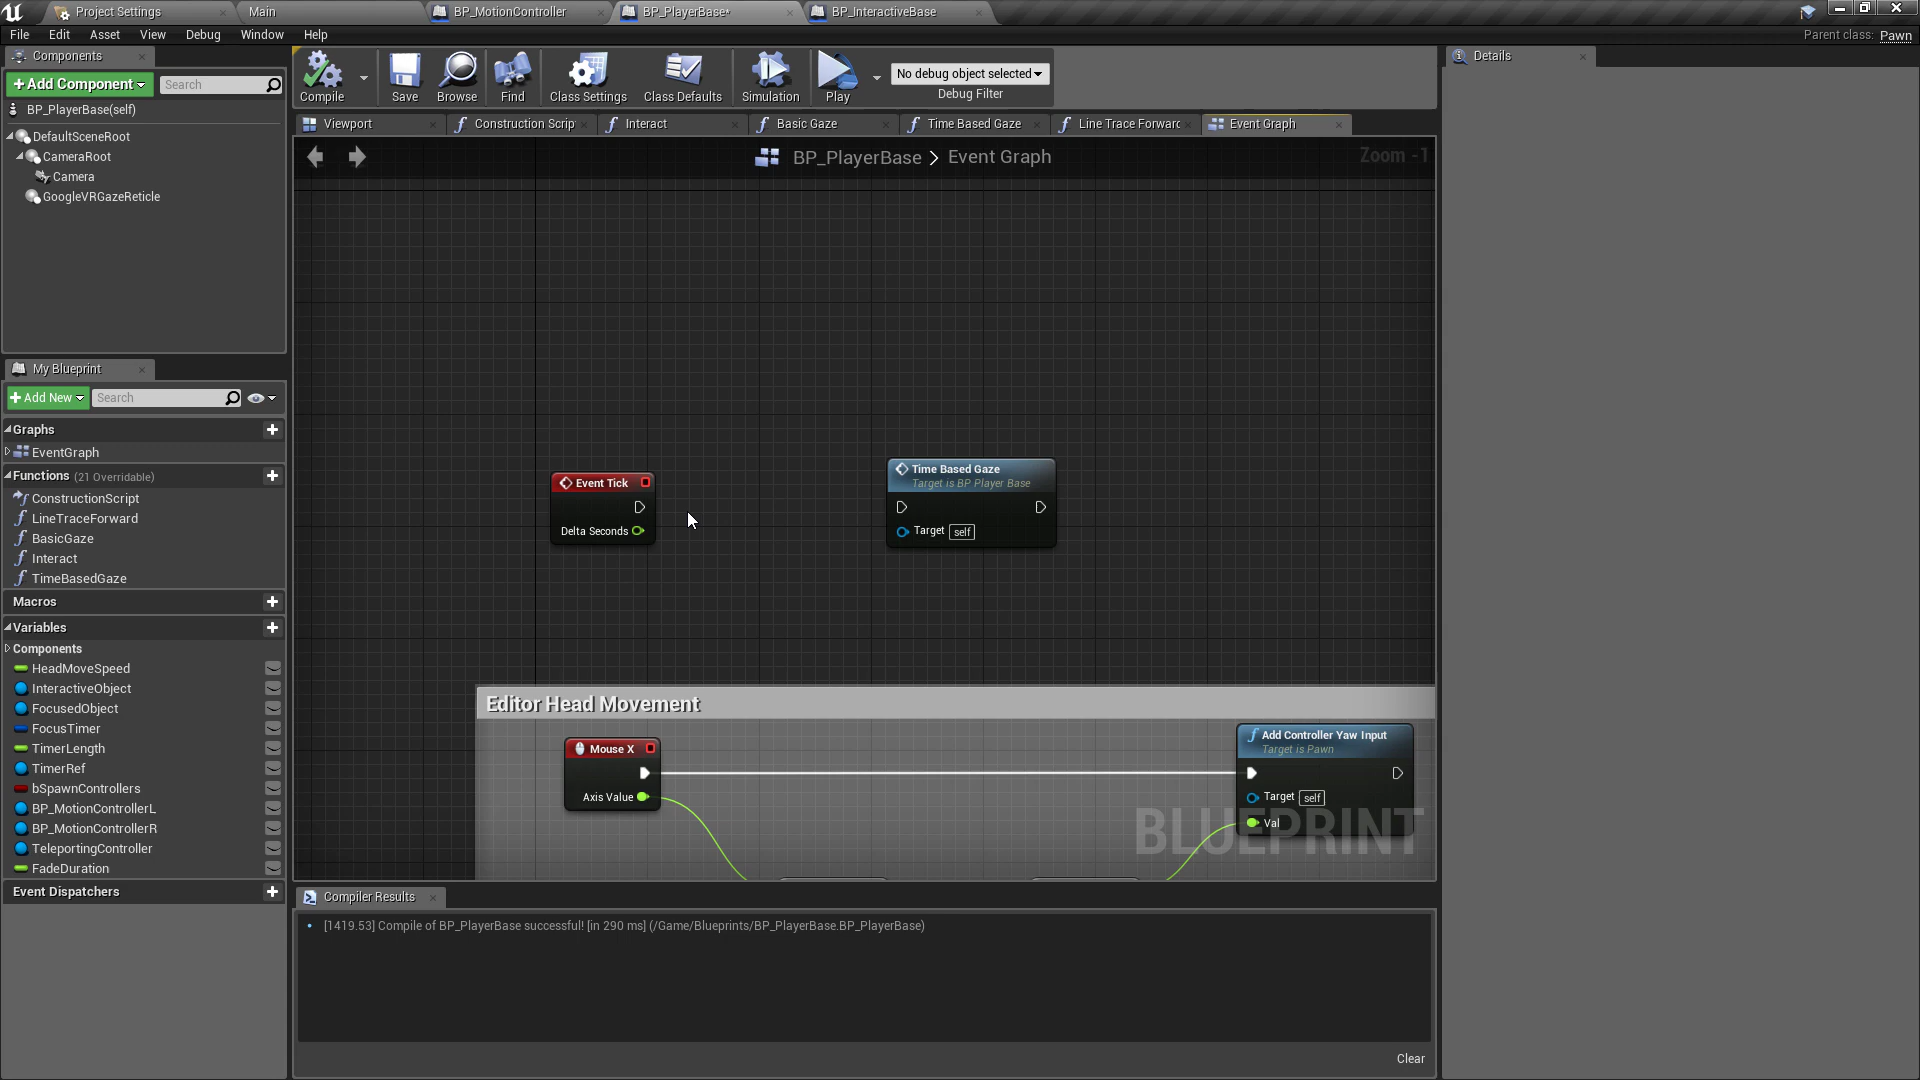 Project Settings
Main
BP_MotionController
BP_PlayerBase*
BP_InteractiveBase
File Edit Asset View Debug Window Help
Parent class: Pawn
Components
+Add Component
Search
BP_PlayerBase(self)
DefaultSceneRoot
CameraRoot
Camera
GoogleVRGazeReticle
Compile
Save
Browse
Find
Class Settings
Class Defaults
Simulation
Play
No debug object selected
Debug Filter
Details
Viewport
Construction Scrip
Interact
Basic Gaze
Time Based Gaze
Line Trace Forward
Event Graph
BP_PlayerBase > Event Graph
Zoom -1
My Blueprint
+Add New
Search
Graphs
EventGraph
Functions (21 Overridable)
ConstructionScript
LineTraceForward
BasicGaze
Interact
TimeBasedGaze
Macros
Variables
Components
HeadMoveSpeed
InteractiveObject
FocusedObject
FocusTimer
TimerLength
TimerRef
bSpawnControllers
BP_MotionControllerL
BP_MotionControllerR
TeleportingController
FadeDuration
Event Dispatchers
Event Tick
Delta Seconds
Time Based Gaze
Target is BP Player Base
Target self
Editor Head Movement
Mouse X
Axis Value
Add Controller Yaw Input
Target is Pawn
Target self
Val
BLUEPRINT
Compiler Results
[1419.53] Compile of BP_PlayerBase successful! [in 290 ms] (/Game/Blueprints/BP_PlayerBase.BP_PlayerBase)
Clear